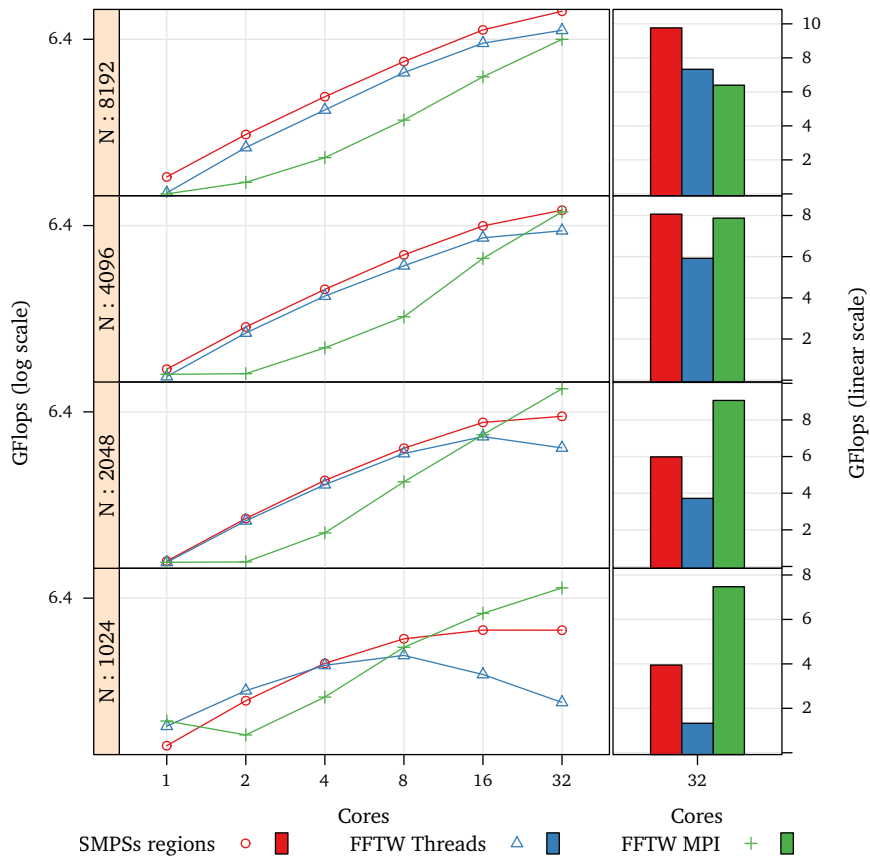 GFlops (log scale)
6.4
N : 8192
10
8
6
4
2
6.4
N : 4096
8
6
4
2
6.4
N : 2048
8
6
4
2
6.4
N : 1024
8
6
4
2
GFlops (linear scale)
1 2 4 8 16 32 32
Cores Cores
SMPSs regions FFTW Threads FFTW MPI